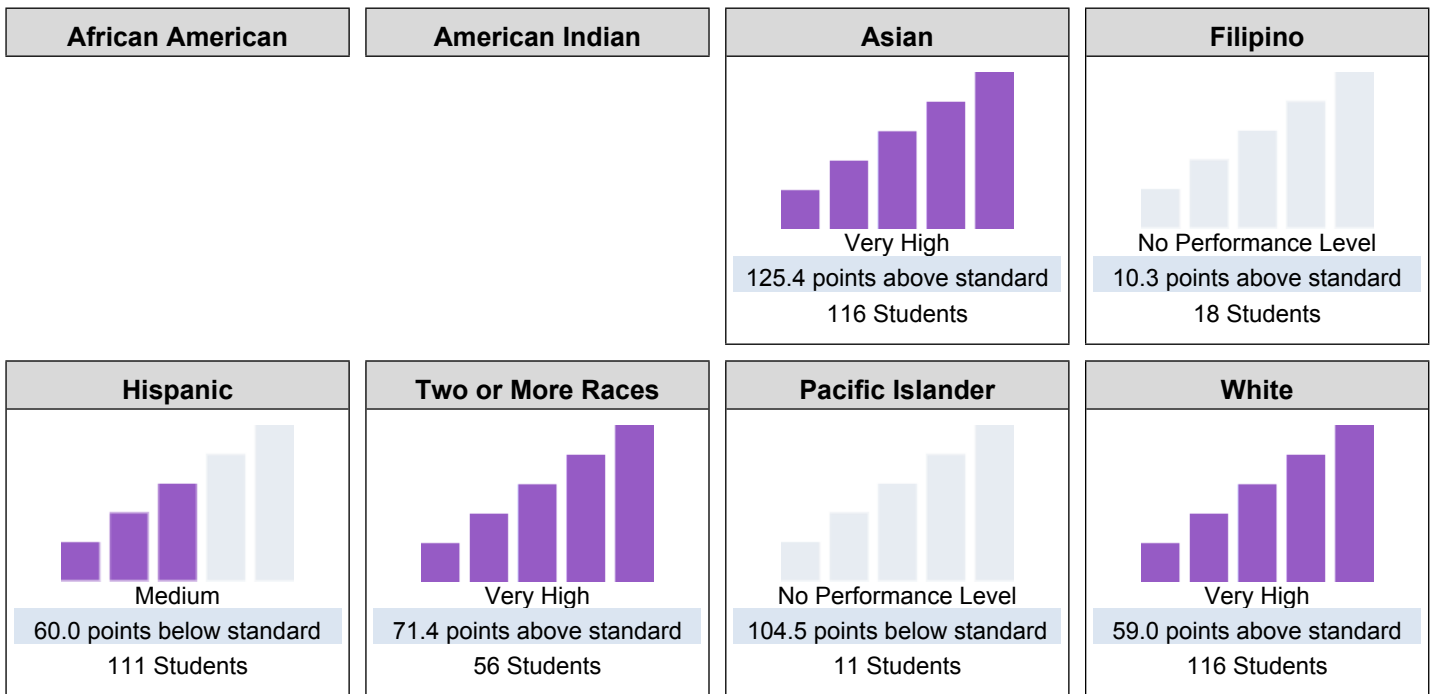 African American
American Indian
Asian
Very High
125.4 points above standard
116 Students
Filipino
No Performance Level
10.3 points above standard
18 Students
Hispanic
Medium
60.0 points below standard
111 Students
Two or More Races
Very High
71.4 points above standard
56 Students
Pacific Islander
No Performance Level
104.5 points below standard
11 Students
White
Very High
59.0 points above standard
116 Students